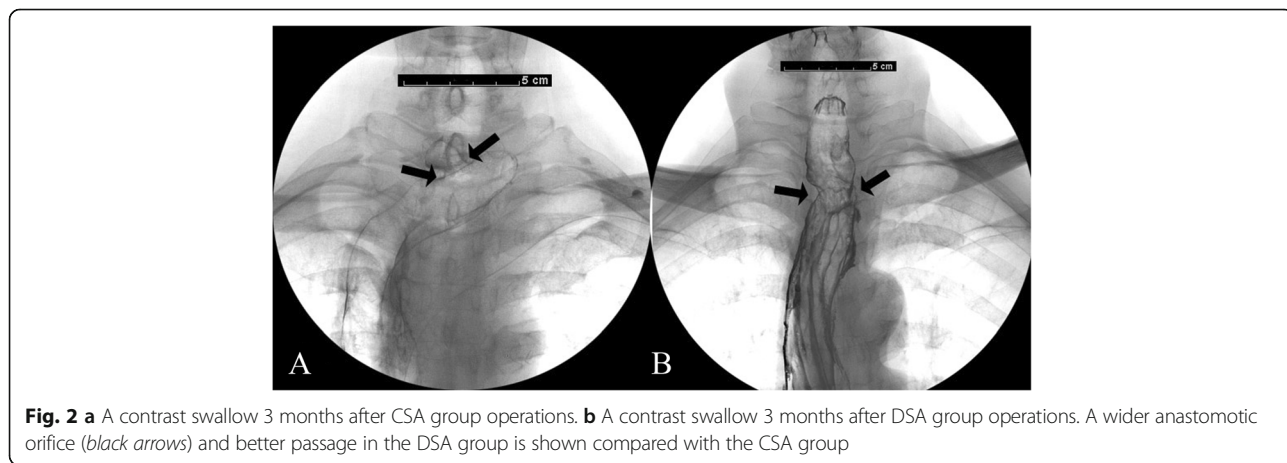 5 cm
5 cm
A
B
Fig. 2 a A contrast swallow 3 months after CSA group operations. b A contrast swallow 3 months after DSA group operations. A wider anastomotic
orifice (black arrows) and better passage in the DSA group is shown compared with the CSA group